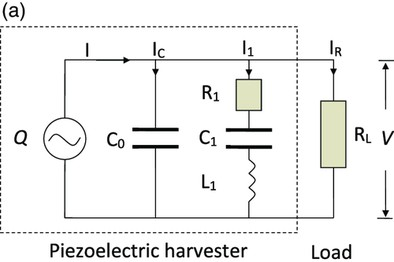 (a)
I I_C I_1 I_R
R_1
Q C_0 C_1 R_L V
L_1
Piezoelectric harvester Load